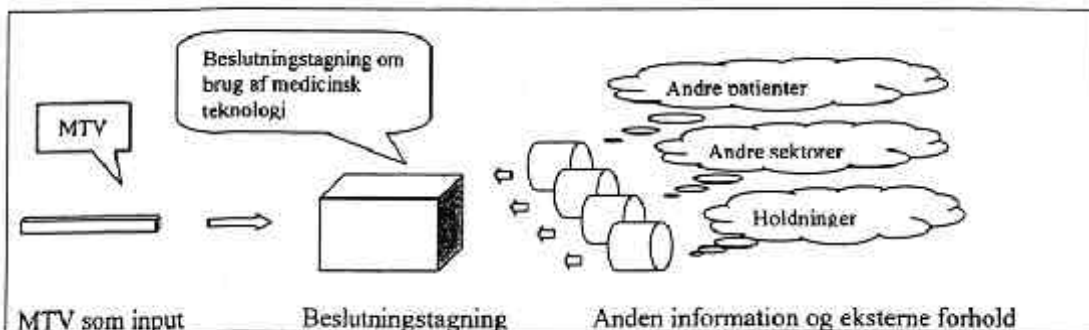 Beslutningstagning om
brug af medicinsk
teknologi
MTV
Andre patienter
Andre sektorer
Holdninger
MTV som input
Beslutningstagning
Anden information og eksterne forhold